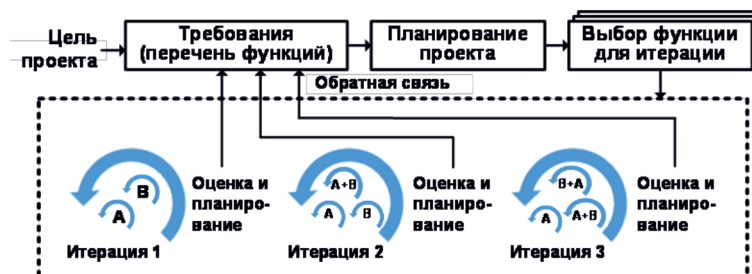 Цель
проекта
Требования
(перечень функций)
Планирование
проекта
Выбор функции
для итерации
Обратная связь
B
A
Оценка и
планиро-
вание
Итерация 1
A+B
A
B
Оценка и
планиро-
вание
Итерация 2
B+A
A
A+B
Оценка и
планиро-
вание
Итерация 3